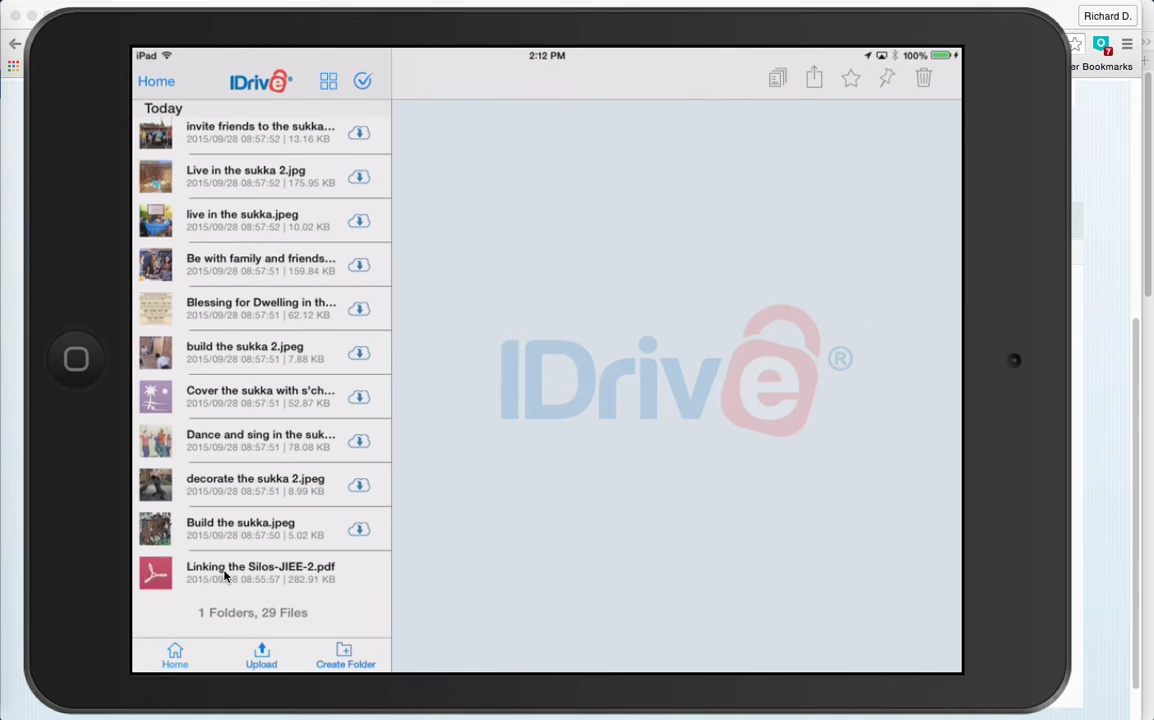 Richard D.
7
er Bookmarks
iPad
2:12 PM
100%
Home
IDrive®
Today
invite friends to the sukka...
2015/09/28 08:57:52 | 13.16 KB
Live in the sukka 2.jpg
2015/09/28 08:57:52 | 175.95 KB
live in the sukka.jpeg
2015/09/28 08:57:52 | 10.02 KB
Be with family and friends...
2015/09/28 08:57:51 | 159.84 KB
Blessing for Dwelling in th...
2015/09/28 08:57:51 | 62.12 KB
build the sukka 2.jpeg
2015/09/28 08:57:51 | 7.88 KB
Cover the sukka with s'ch...
2015/09/28 08:57:51 | 52.87 KB
Dance and sing in the suk...
2015/09/28 08:57:51 | 78.08 KB
decorate the sukka 2.jpeg
2015/09/28 08:57:51 | 8.99 KB
Build the sukka.jpeg
2015/09/28 08:57:50 | 5.02 KB
Linking the Silos-JIEE-2.pdf
2015/09/28 08:55:57 | 282.91 KB
1 Folders, 29 Files
Home
Upload
Create Folder
IDrive®